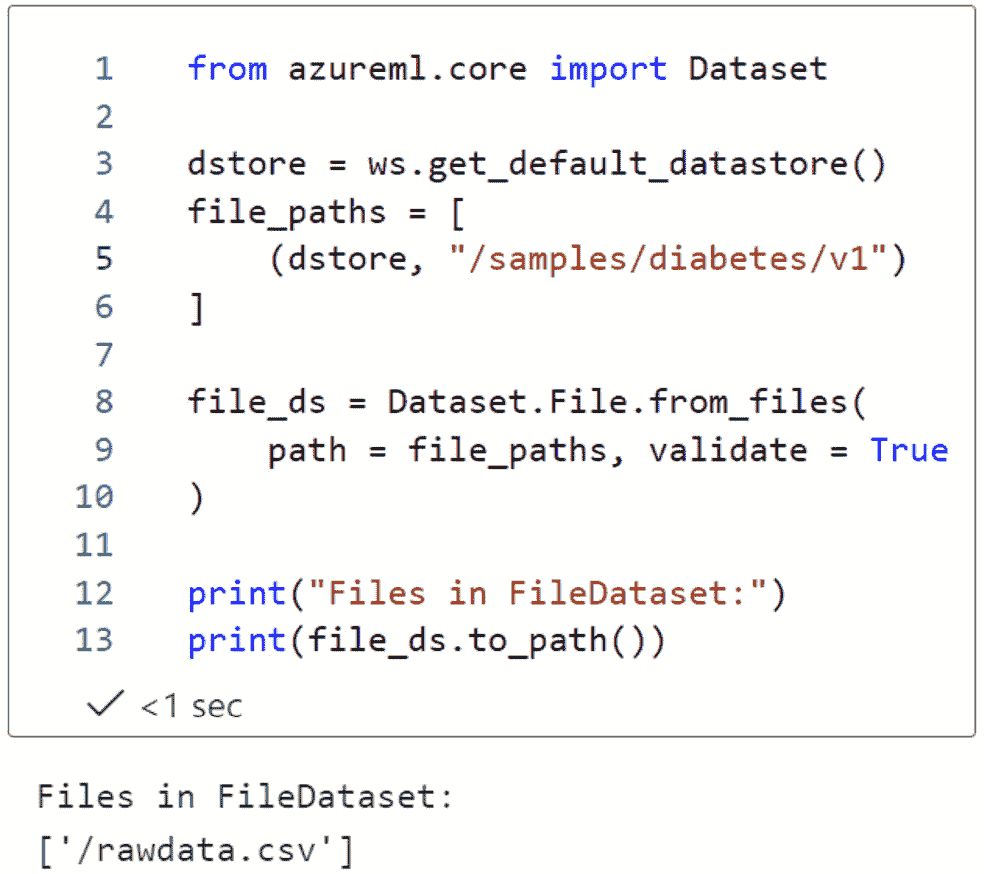 1 from azureml.core import Dataset
2
3 dstore = ws.get_default_datastore()
4 file_paths = [
5     (dstore, "/samples/diabetes/v1")
6 ]
7
8 file_ds = Dataset.File.from_files(
9     path = file_paths, validate = True
10 )
11
12 print("Files in FileDataset:")
13 print(file_ds.to_path())
<1 sec
Files in FileDataset:
['/rawdata.csv']